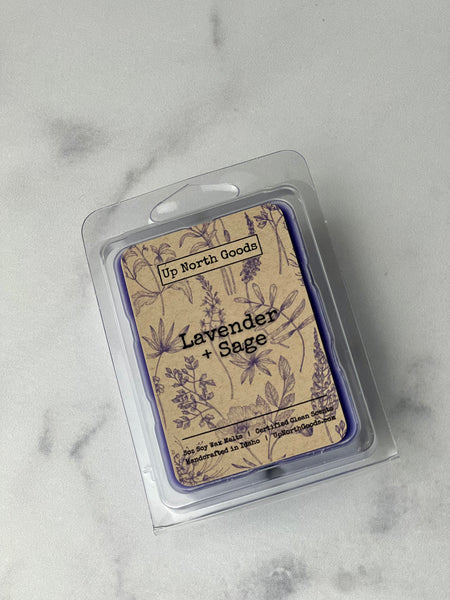 Up North Goods
Lavender
+ Sage
3oz Soy Wax Melts | Certified Clean Scents
Handcrafted in Idaho | UpNorthGoods.com